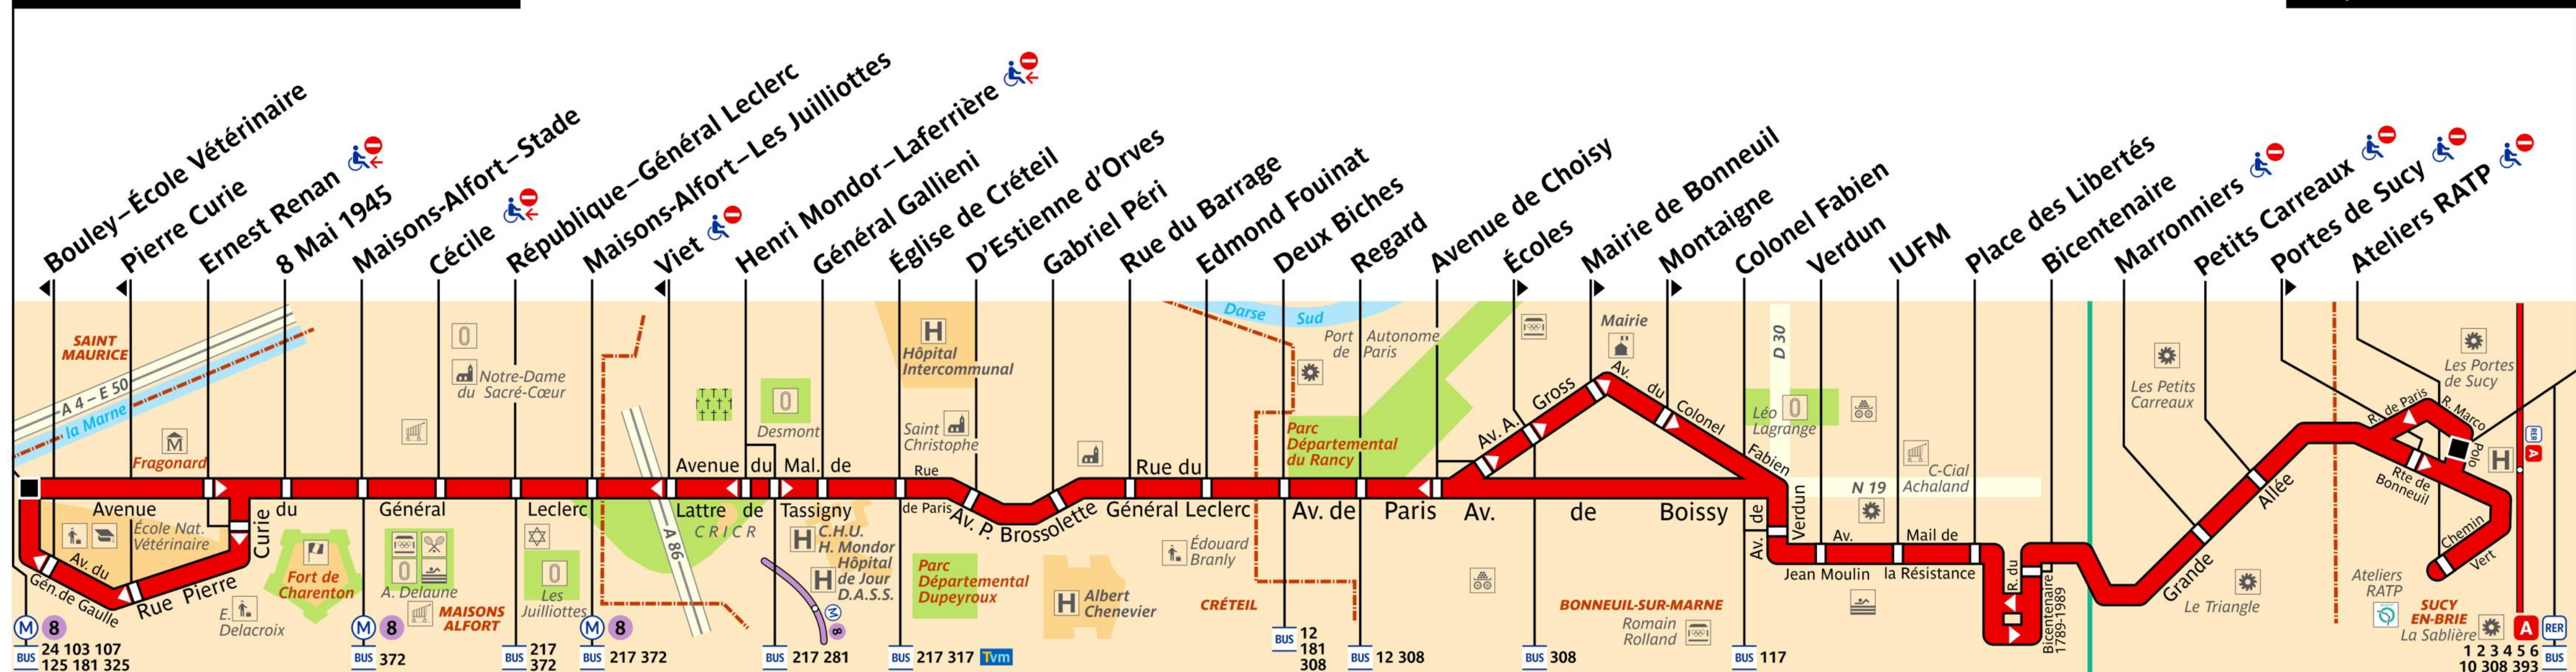 Bouley–École Vétérinaire
Pierre Curie
Ernest Renan
8 Mai 1945
Maisons-Alfort–Stade
Cécile
République–Général Leclerc
Maisons-Alfort–Les Juilliottes
Viet
Henri Mondor–Laferrière
Général Gallieni
Église de Créteil
D'Estienne d'Orves
Gabriel Péri
Rue du Barrage
Edmond Fouinat
Deux Biches
Regard
Avenue de Choisy
Écoles
Mairie de Bonneuil
Montaigne
Colonel Fabien
Verdun
IUFM
Place des Libertés
Bicentenaire
Marronniers
Petits Carreaux
Portes de Sucy
Ateliers RATP
SAINT
MAURICE
A 4 – E 50
la Marne
Fragonard
Avenue
École Nat.
Vétérinaire
Av. du
Gén. de Gaulle
Rue Pierre
Curie
E.
Delacroix
du
Fort de
Charenton
Général
A. Delaune
MAISONS
ALFORT
Notre-Dame
du Sacré-Cœur
Leclerc
Les
Juilliottes
A 86
Avenue du Mal. de
Lattre de Tassigny
CRICR
Desmont
H
C.H.U.
H. Mondor
H
Hôpital
de Jour
D.A.S.S.
M 8
H
Hôpital
Intercommunal
Saint
Christophe
Rue
de Paris
Parc
Départemental
Dupeyroux
Av. P. Brossolette
H
Albert
Chenevier
Rue du
Général Leclerc
Édouard
Branly
CRÉTEIL
Darse Sud
Port Autonome
de Paris
Parc
Départemental
du Rancy
Av. de Paris
Av. de Boissy
Av. A. Gross
Mairie
Av. du Colonel Fabien
BONNEUIL-SUR-MARNE
Romain
Rolland
D 30
Léo
Lagrange
Av. de
Verdun
N 19
C-Cial
Achaland
Av.
Jean Moulin
Mail de
la Résistance
R. du
Bicentenaire
1789-1989
Les Petits
Carreaux
Grande
Allée
Le Triangle
R. de Paris
R. Marco
Polo
Rte de
Bonneuil
Chemin
Vert
Les Portes
de Sucy
H
RER
A
Ateliers
RATP
SUCY
EN-BRIE
La Sablière
M 8
BUS 24 103 107
125 181 325
M 8
BUS 372
BUS 217
372
M 8
BUS 217 372
BUS 217 281
BUS 217 317 Tvm
BUS 12
181
308
BUS 12 308
BUS 308
BUS 117
A RER
1 2 3 4 5 6
10 308 393
BUS